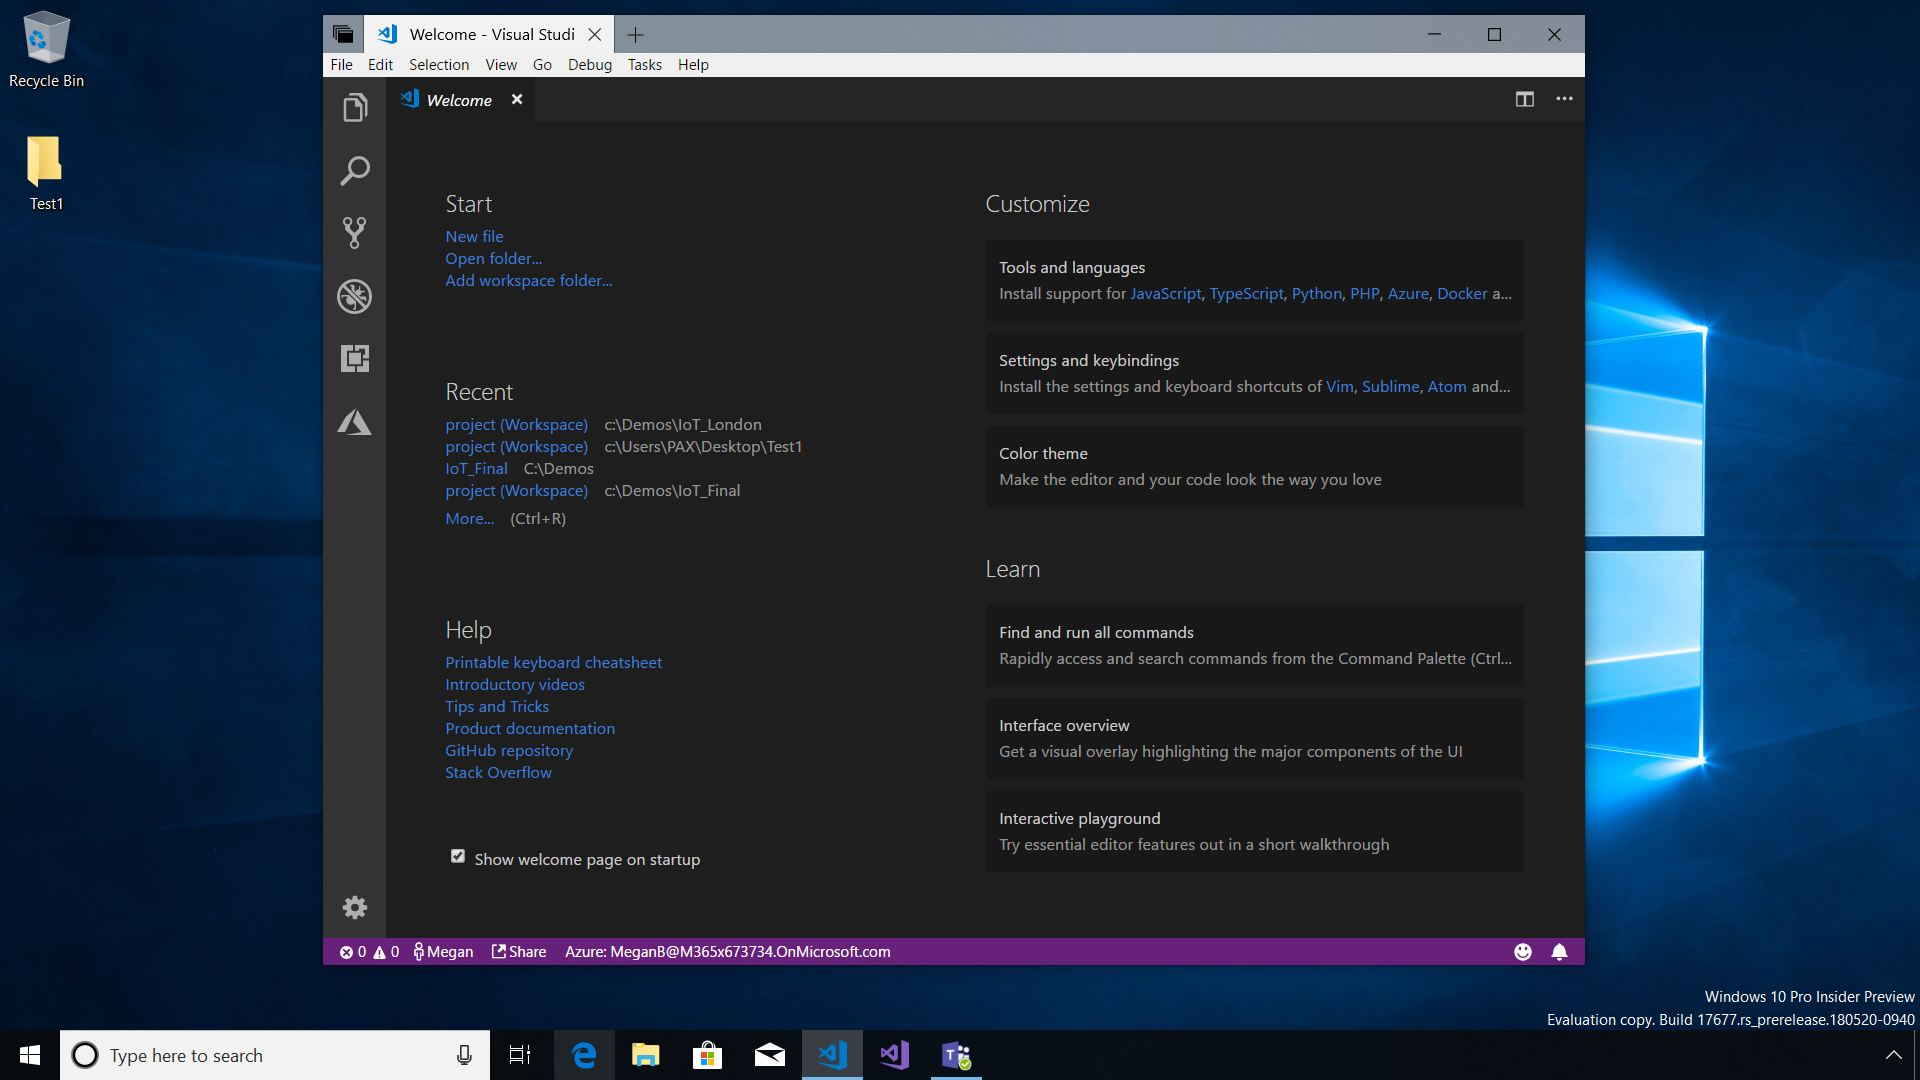 Recycle Bin
Test1
Welcome - Visual Studi
File Edit Selection View Go Debug Tasks Help
Welcome
Start
New file
Open folder...
Add workspace folder...
Recent
project (Workspace) c:\Demos\IoT_London
project (Workspace) c:\Users\PAX\Desktop\Test1
IoT_Final C:\Demos
project (Workspace) c:\Demos\IoT_Final
More... (Ctrl+R)
Help
Printable keyboard cheatsheet
Introductory videos
Tips and Tricks
Product documentation
GitHub repository
Stack Overflow
Show welcome page on startup
Customize
Tools and languages
Install support for JavaScript, TypeScript, Python, PHP, Azure, Docker a...
Settings and keybindings
Install the settings and keyboard shortcuts of Vim, Sublime, Atom and...
Color theme
Make the editor and your code look the way you love
Learn
Find and run all commands
Rapidly access and search commands from the Command Palette (Ctrl...
Interface overview
Get a visual overlay highlighting the major components of the UI
Interactive playground
Try essential editor features out in a short walkthrough
0 0 Megan Share Azure: MeganB@M365x673734.OnMicrosoft.com
Windows 10 Pro Insider Preview
Evaluation copy. Build 17677.rs_prerelease.180520-0940
Type here to search